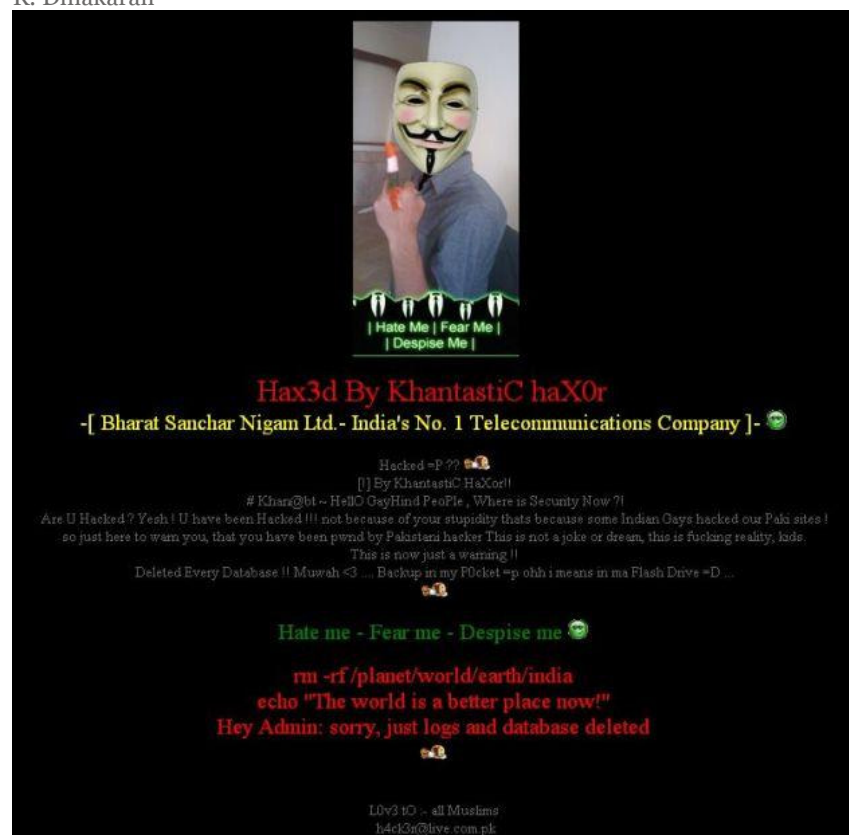 R. Dinakaran
| Hate Me | Fear Me |
| Despise Me |
Hax3d By KhantastiC haX0r
-[ Bharat Sanchar Nigam Ltd.- India's No. 1 Telecommunications Company ]-
Hacked =P ??
[!] By KhantastiC HaXor!!
# Khan@bt ~ HellO GayHind PeoPle , Where is Security Now ?!
Are U Hacked ? Yesh ! U have been Hacked !!! not because of your stupidity thats because some Indian Gays hacked our Paki sites !
so just here to warn you, that you have been pwnd by Pakistani hacker This is not a joke or dream, this is fucking reality, kids.
This is now just a warning !!
Deleted Every Database !! Muwah <3 .... Backup in my P0cket =p ohh i means in ma Flash Drive =D ...
Hate me - Fear me - Despise me
rm -rf /planet/world/earth/india
echo "The world is a better place now!"
Hey Admin: sorry, just logs and database deleted
L0v3 tO :- all Muslims
h4ck3r@live.com.pk